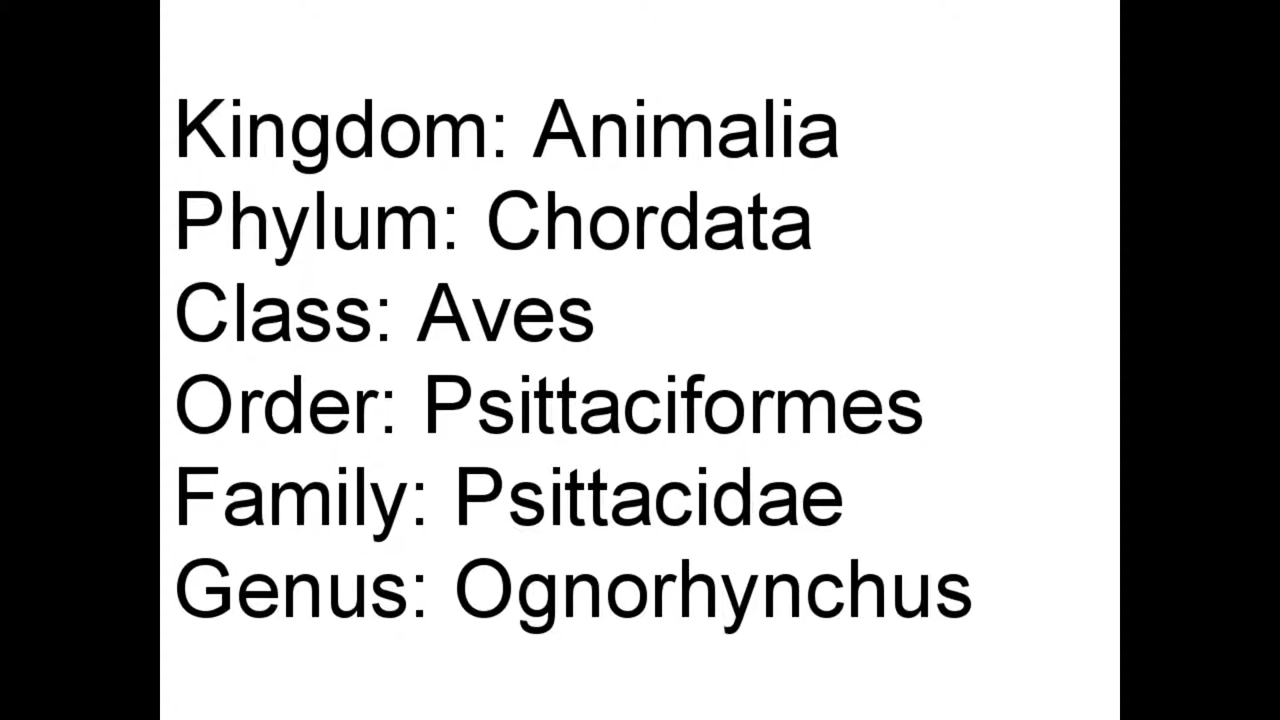 Kingdom: Animalia
Phylum: Chordata
Class: Aves
Order: Psittaciformes
Family: Psittacidae
Genus: Ognorhynchus